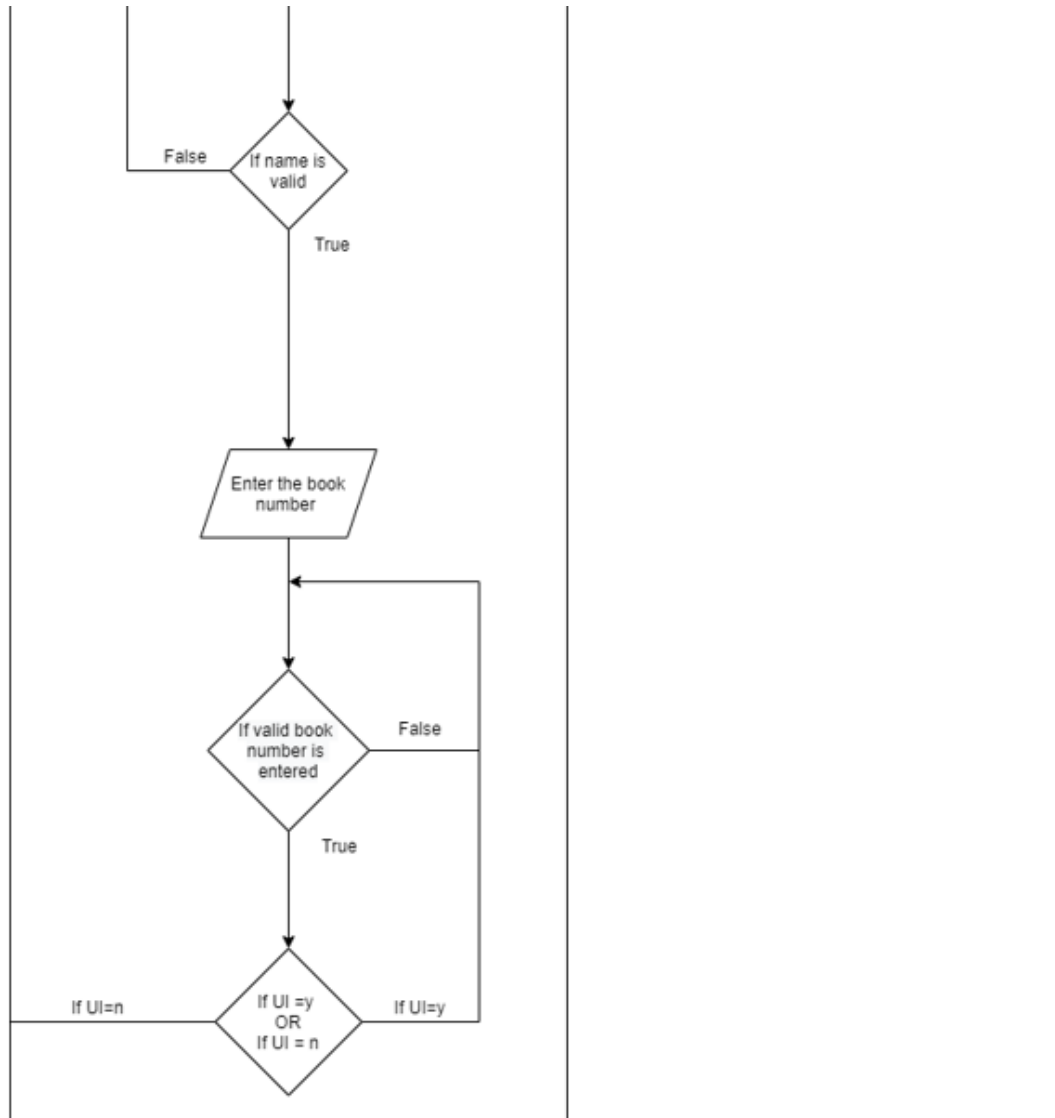 False
If name is
valid
True
Enter the book
number
If valid book
number is
entered
False
True
If UI=n
If UI =y
OR
If UI = n
If UI=y